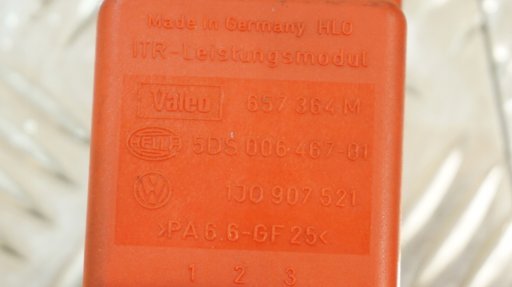 Made in Germany HLO
ITR-Leistungsmodul
Valeo 657 364 M
HELLA 5DS 006 467-01
VW 1J0 907 521
>PA 6.6-GF 25<
1 2 3